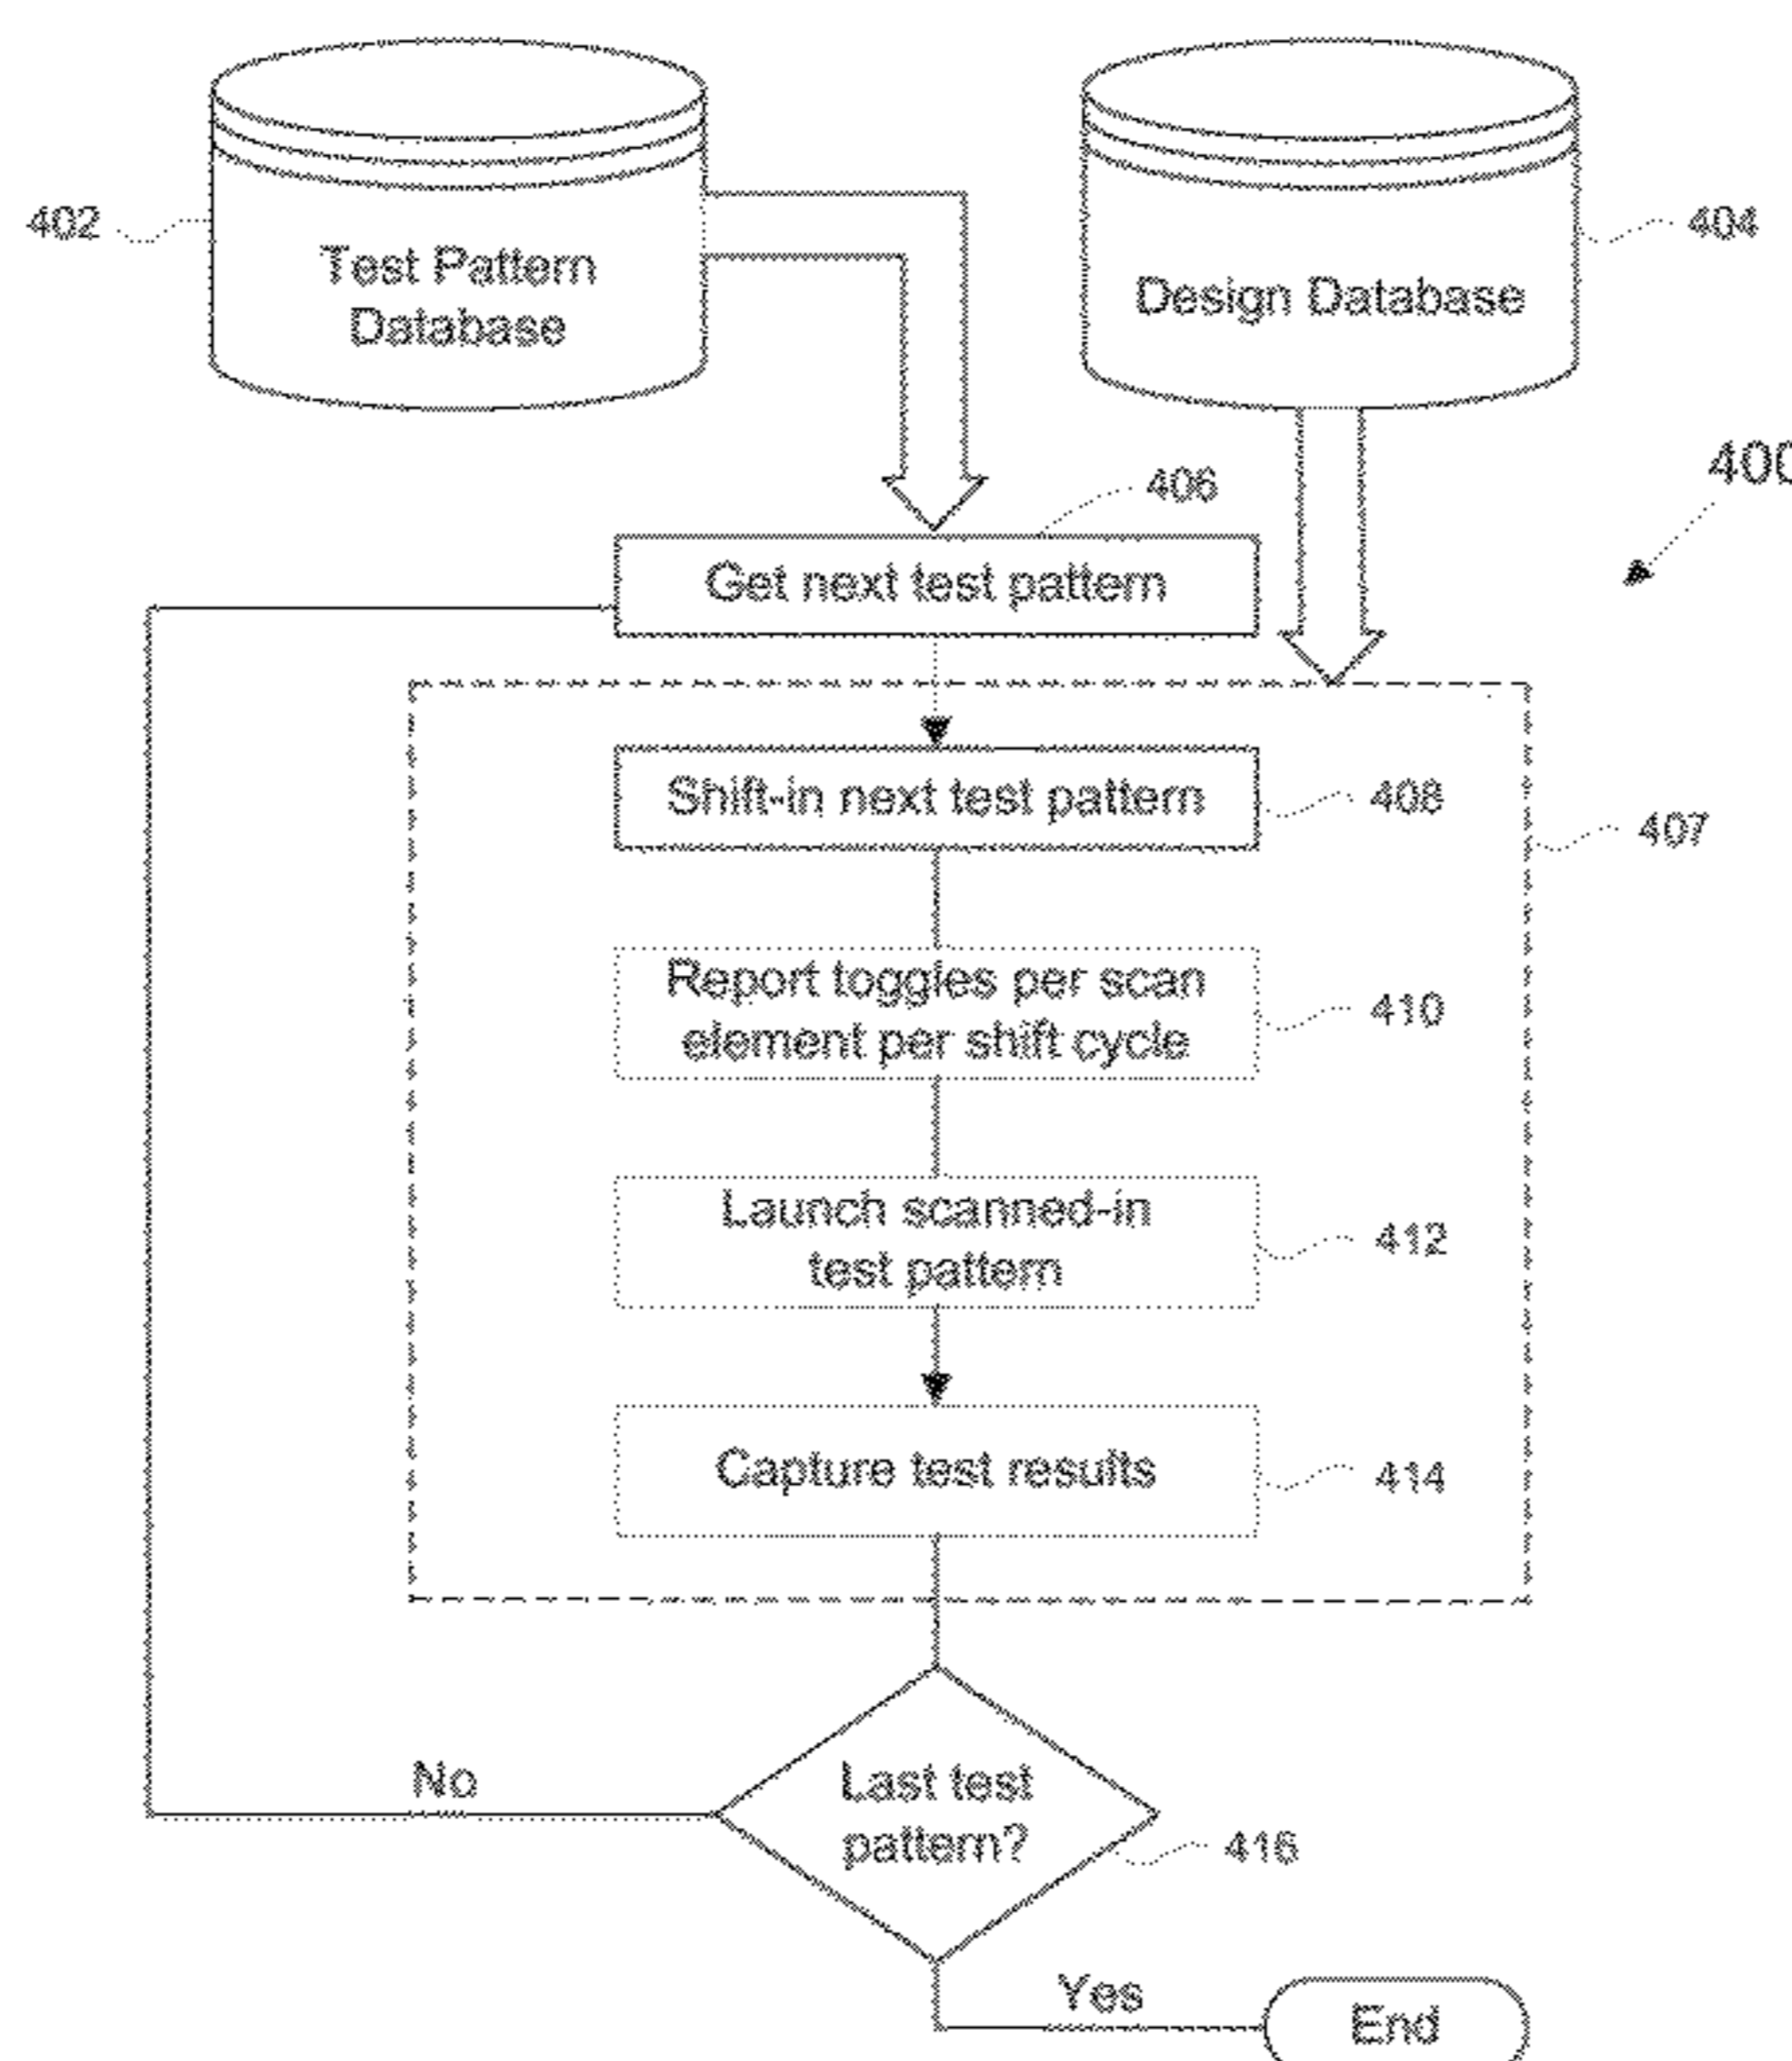 402
Test Pattern
Database
Design Database
404
400
406
Get next test pattern
Shift-in next test pattern
408
407
Report toggles per scan
element per shift cycle
410
Launch scanned-in
test pattern
412
Capture test results
414
No
Last test
pattern?
416
Yes
End